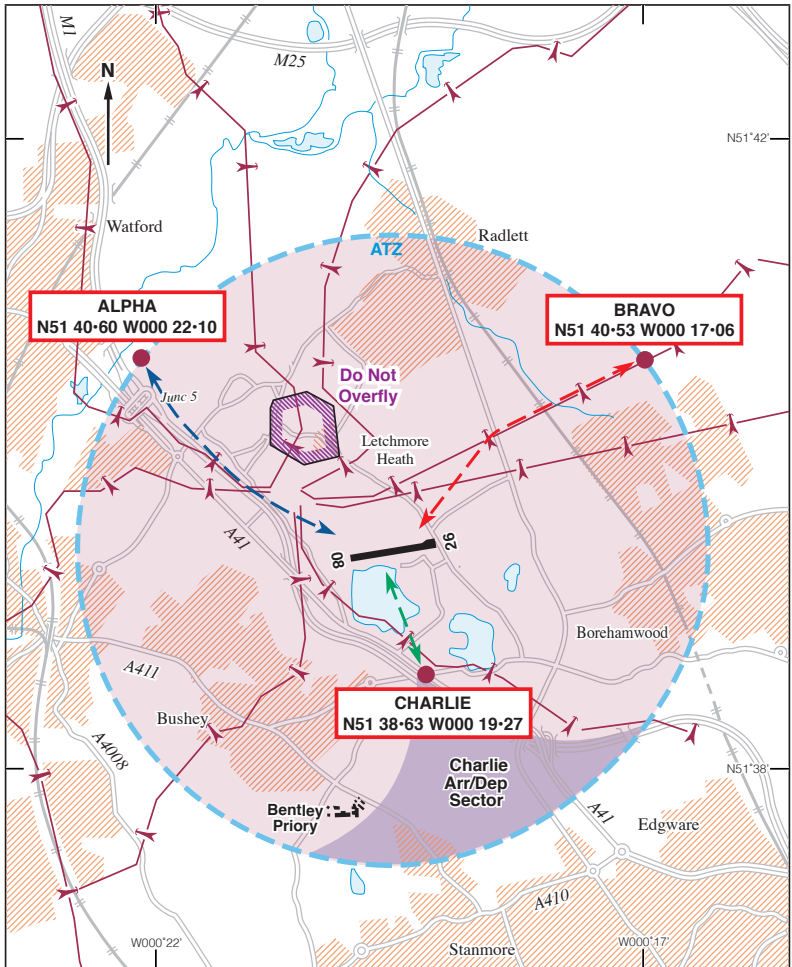 M1
M25
N
N51°42'
Watford
Radlett
ATZ
ALPHA
N51 40·60 W000 22·10
BRAVO
N51 40·53 W000 17·06
Junc 5
Do Not
Overfly
Letchmore
Heath
A41
08
26
Borehamwood
A411
CHARLIE
N51 38·63 W000 19·27
Bushey
A4008
Charlie
Arr/Dep
Sector
N51°38'
Bentley
Priory
A41
Edgware
A410
W000°22'
W000°17'
Stanmore